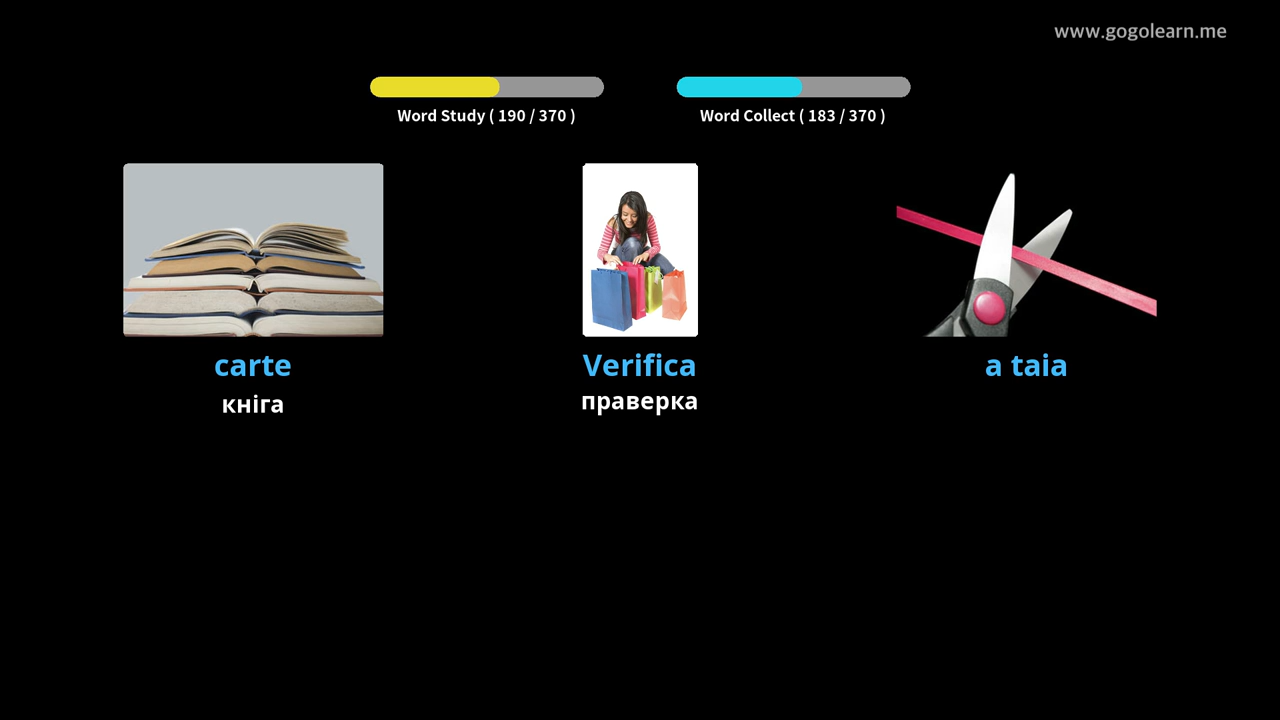 www.gogolearn.me
Word Study ( 190 / 370 )
Word Collect ( 183 / 370 )
carte
кніга
Verifica
праверка
a taia